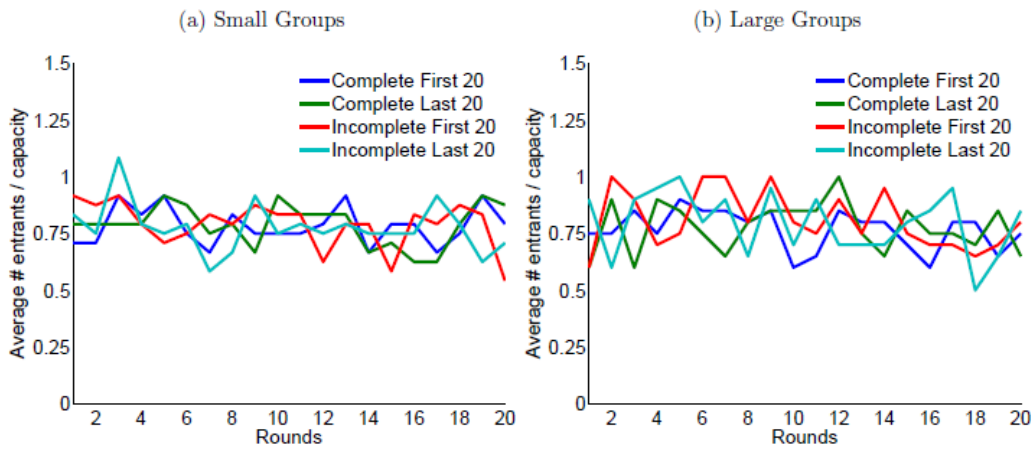 (a) Small Groups
1.5
1.25
1
0.75
0.5
0.25
0
Average # entrants / capacity
Complete First 20
Complete Last 20
Incomplete First 20
Incomplete Last 20
2 4 6 8 10 12 14 16 18 20
Rounds
(b) Large Groups
1.5
1.25
1
0.75
0.5
0.25
0
Average # entrants / capacity
Complete First 20
Complete Last 20
Incomplete First 20
Incomplete Last 20
2 4 6 8 10 12 14 16 18 20
Rounds